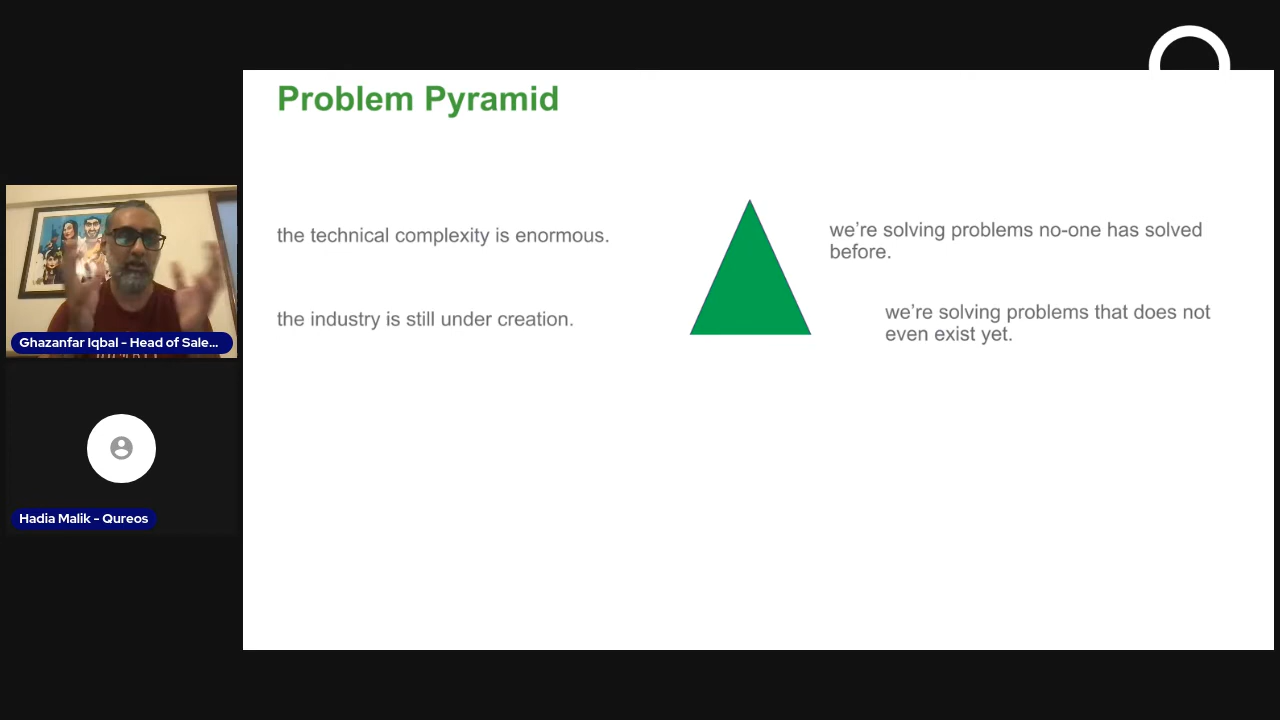 Problem Pyramid
the technical complexity is enormous.
we’re solving problems no-one has solved
before.
the industry is still under creation.
we’re solving problems that does not
even exist yet.
Ghazanfar Iqbal - Head of Sale...
Hadia Malik - Qureos